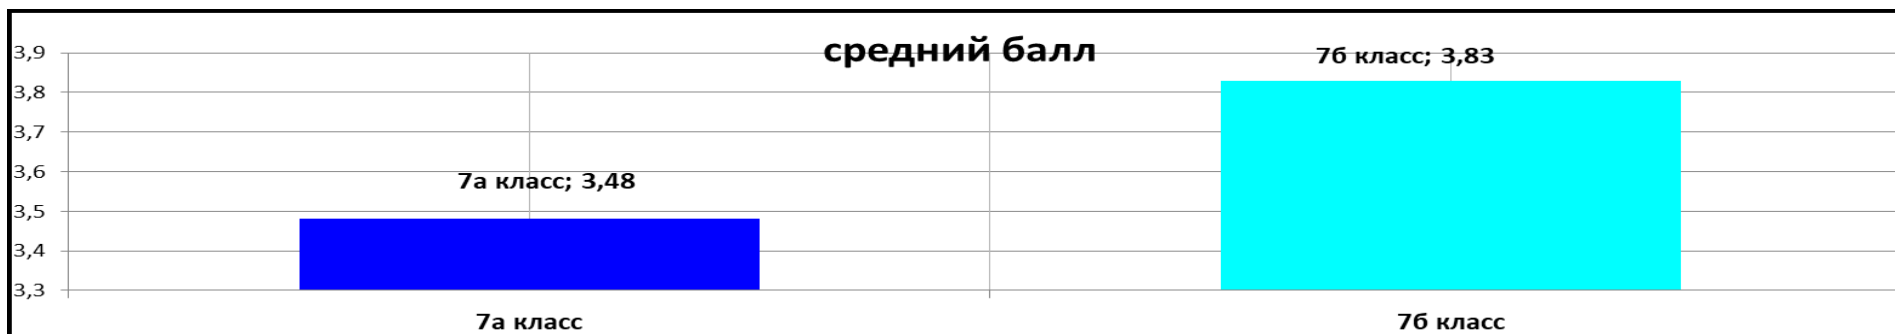 средний балл
3,9
3,8
3,7
3,6
3,5
3,4
3,3
7а класс; 3,48
7б класс; 3,83
7а класс
7б класс